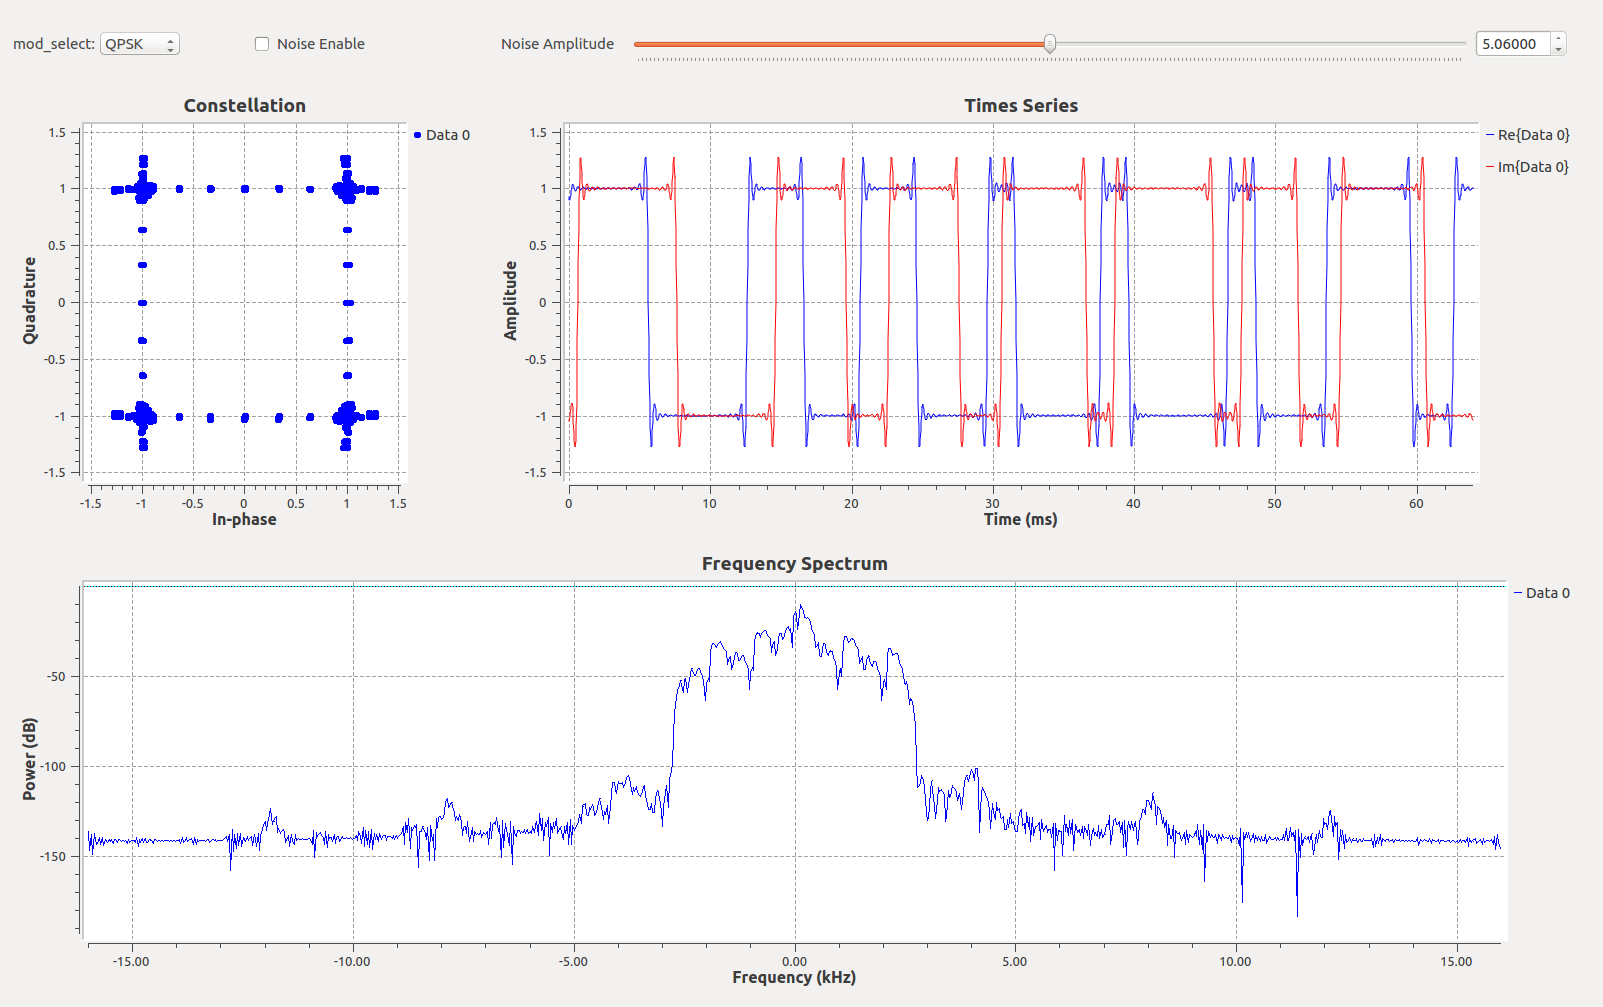 mod_select: QPSK Noise Enable Noise Amplitude 5.06000
Constellation
Data 0
1.5
1
0.5
0
-0.5
-1
-1.5
Quadrature
-1.5 -1 -0.5 0 0.5 1 1.5
In-phase
Times Series
Re{Data 0}
Im{Data 0}
1.5
1
0.5
0
-0.5
-1
-1.5
Amplitude
0 10 20 30 40 50 60
Time (ms)
Frequency Spectrum
Data 0
-50
-100
-150
Power (dB)
-15.00 -10.00 -5.00 0.00 5.00 10.00 15.00
Frequency (kHz)